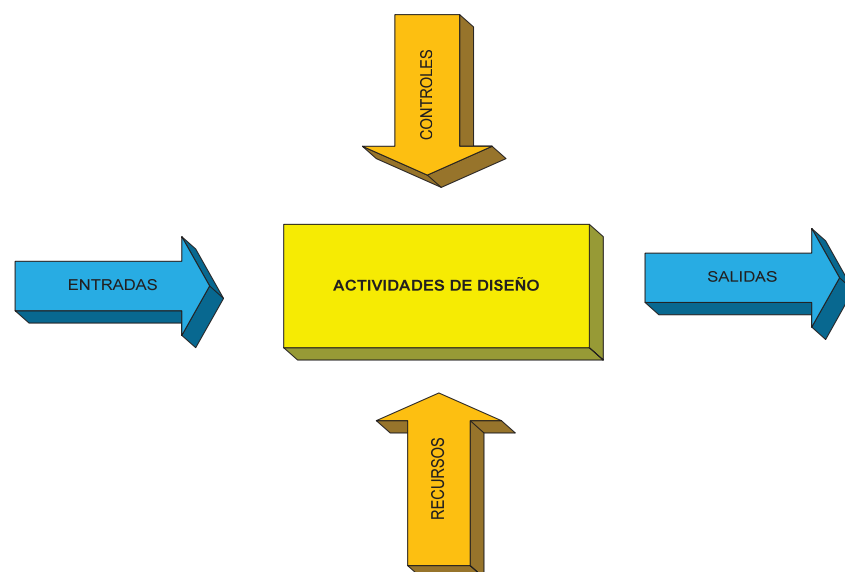 CONTROLES
ENTRADAS
ACTIVIDADES DE DISEÑO
SALIDAS
RECURSOS